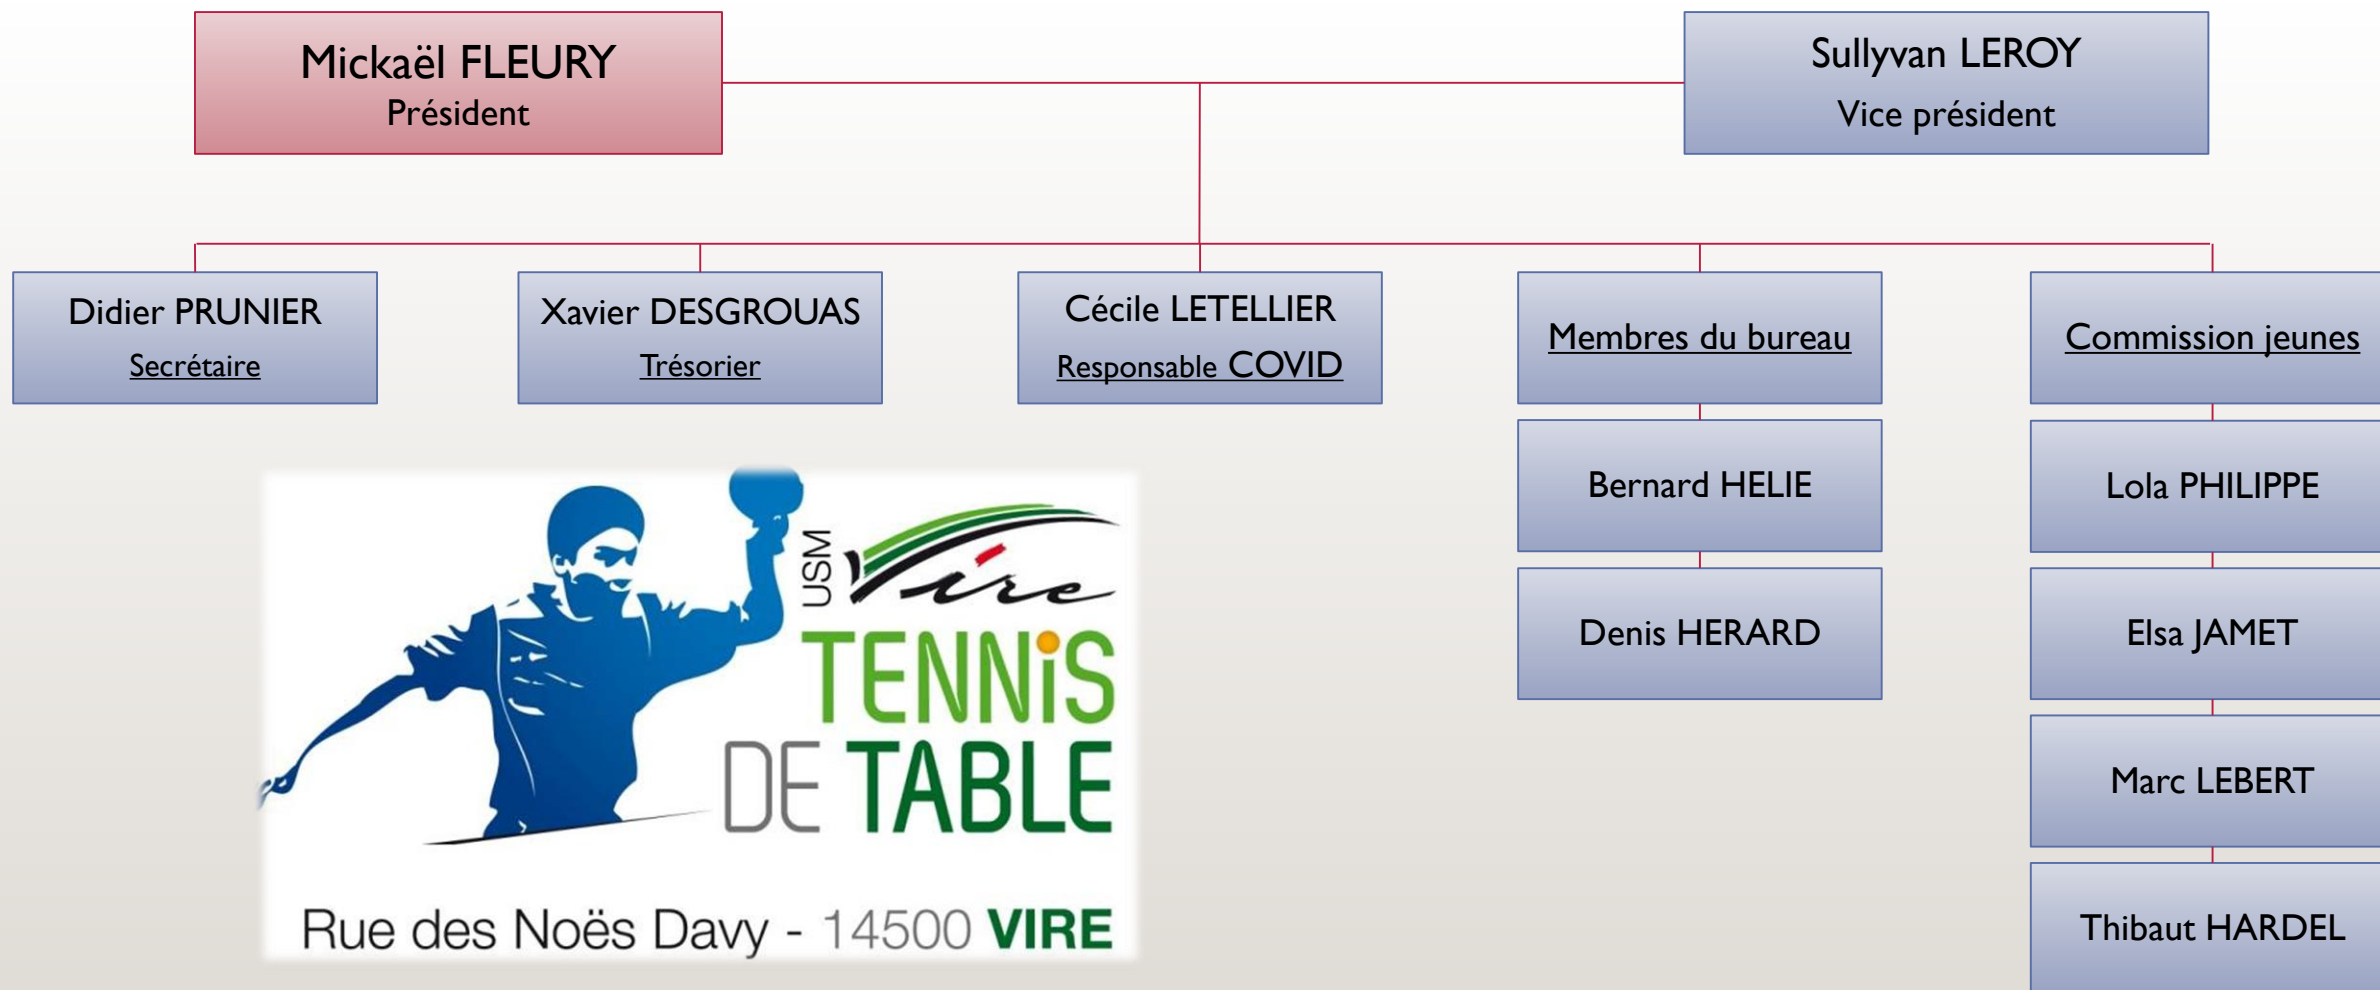 Mickaël FLEURY
Président
Sullyvan LEROY
Vice président
Didier PRUNIER
Secrétaire
Xavier DESGROUAS
Trésorier
Cécile LETELLIER
Responsable COVID
Membres du bureau
Bernard HELIE
Denis HERARD
Commission jeunes
Lola PHILIPPE
Elsa JAMET
Marc LEBERT
Thibaut HARDEL
USM
Vire
TENNiS
DE TABLE
Rue des Noës Davy - 14500 VIRE